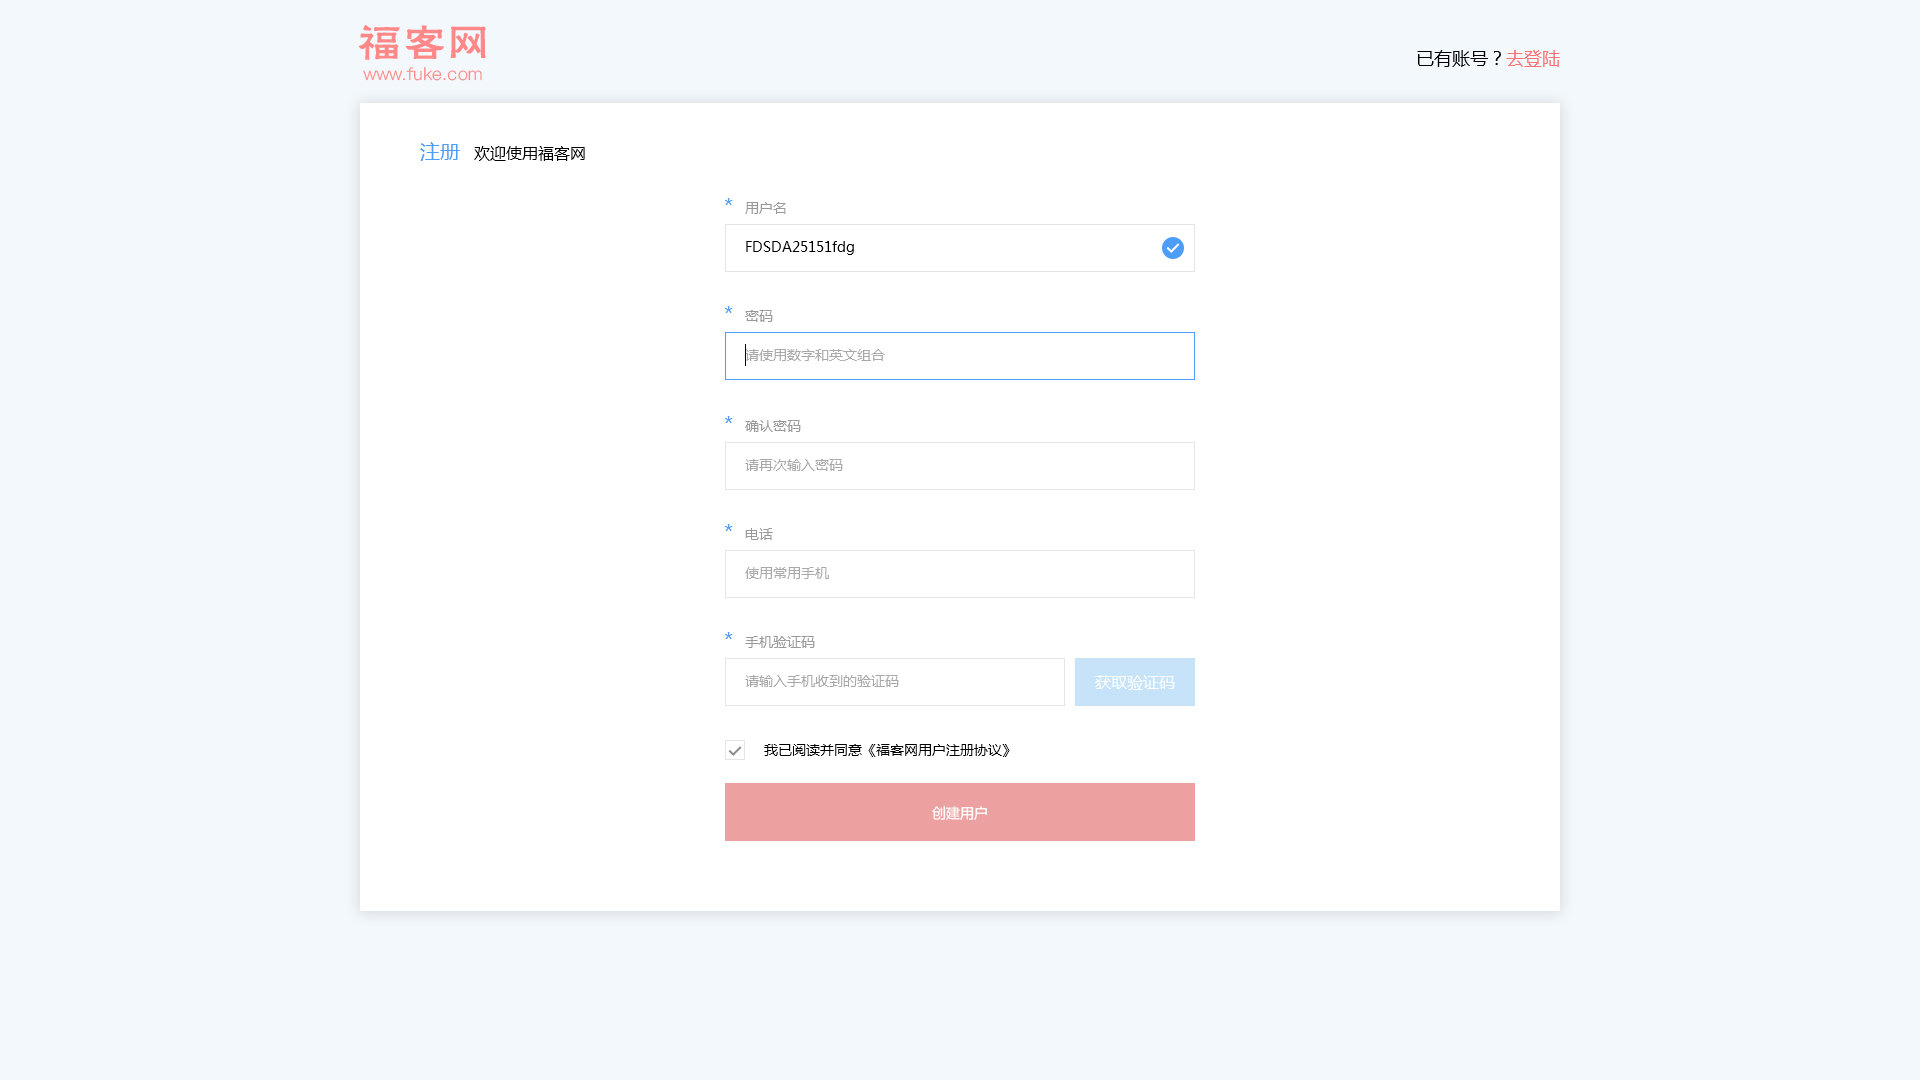 福客网
www.fuke.com
已有账号？去登陆
注册 欢迎使用福客网
* 用户名
FDSDA25151fdg
* 密码
请使用数字和英文组合
* 确认密码
请再次输入密码
* 电话
使用常用手机
* 手机验证码
请输入手机收到的验证码
获取验证码
我已阅读并同意《福客网用户注册协议》
创建用户